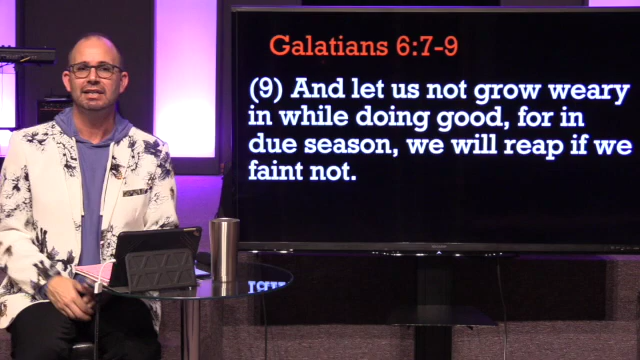 Galatians 6:7-9
(9) And let us not grow weary
in while doing good, for in
due season, we will reap if we
faint not.